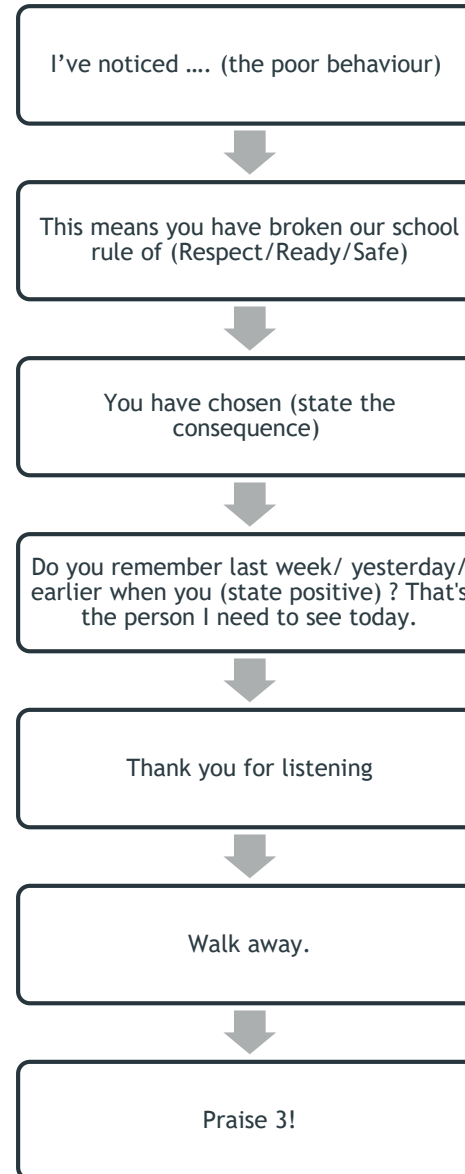 I've noticed .... (the poor behaviour)
This means you have broken our school
rule of (Respect/Ready/Safe)
You have chosen (state the
consequence)
Do you remember last week/ yesterday/
earlier when you (state positive) ? That's
the person I need to see today.
Thank you for listening
Walk away.
Praise 3!